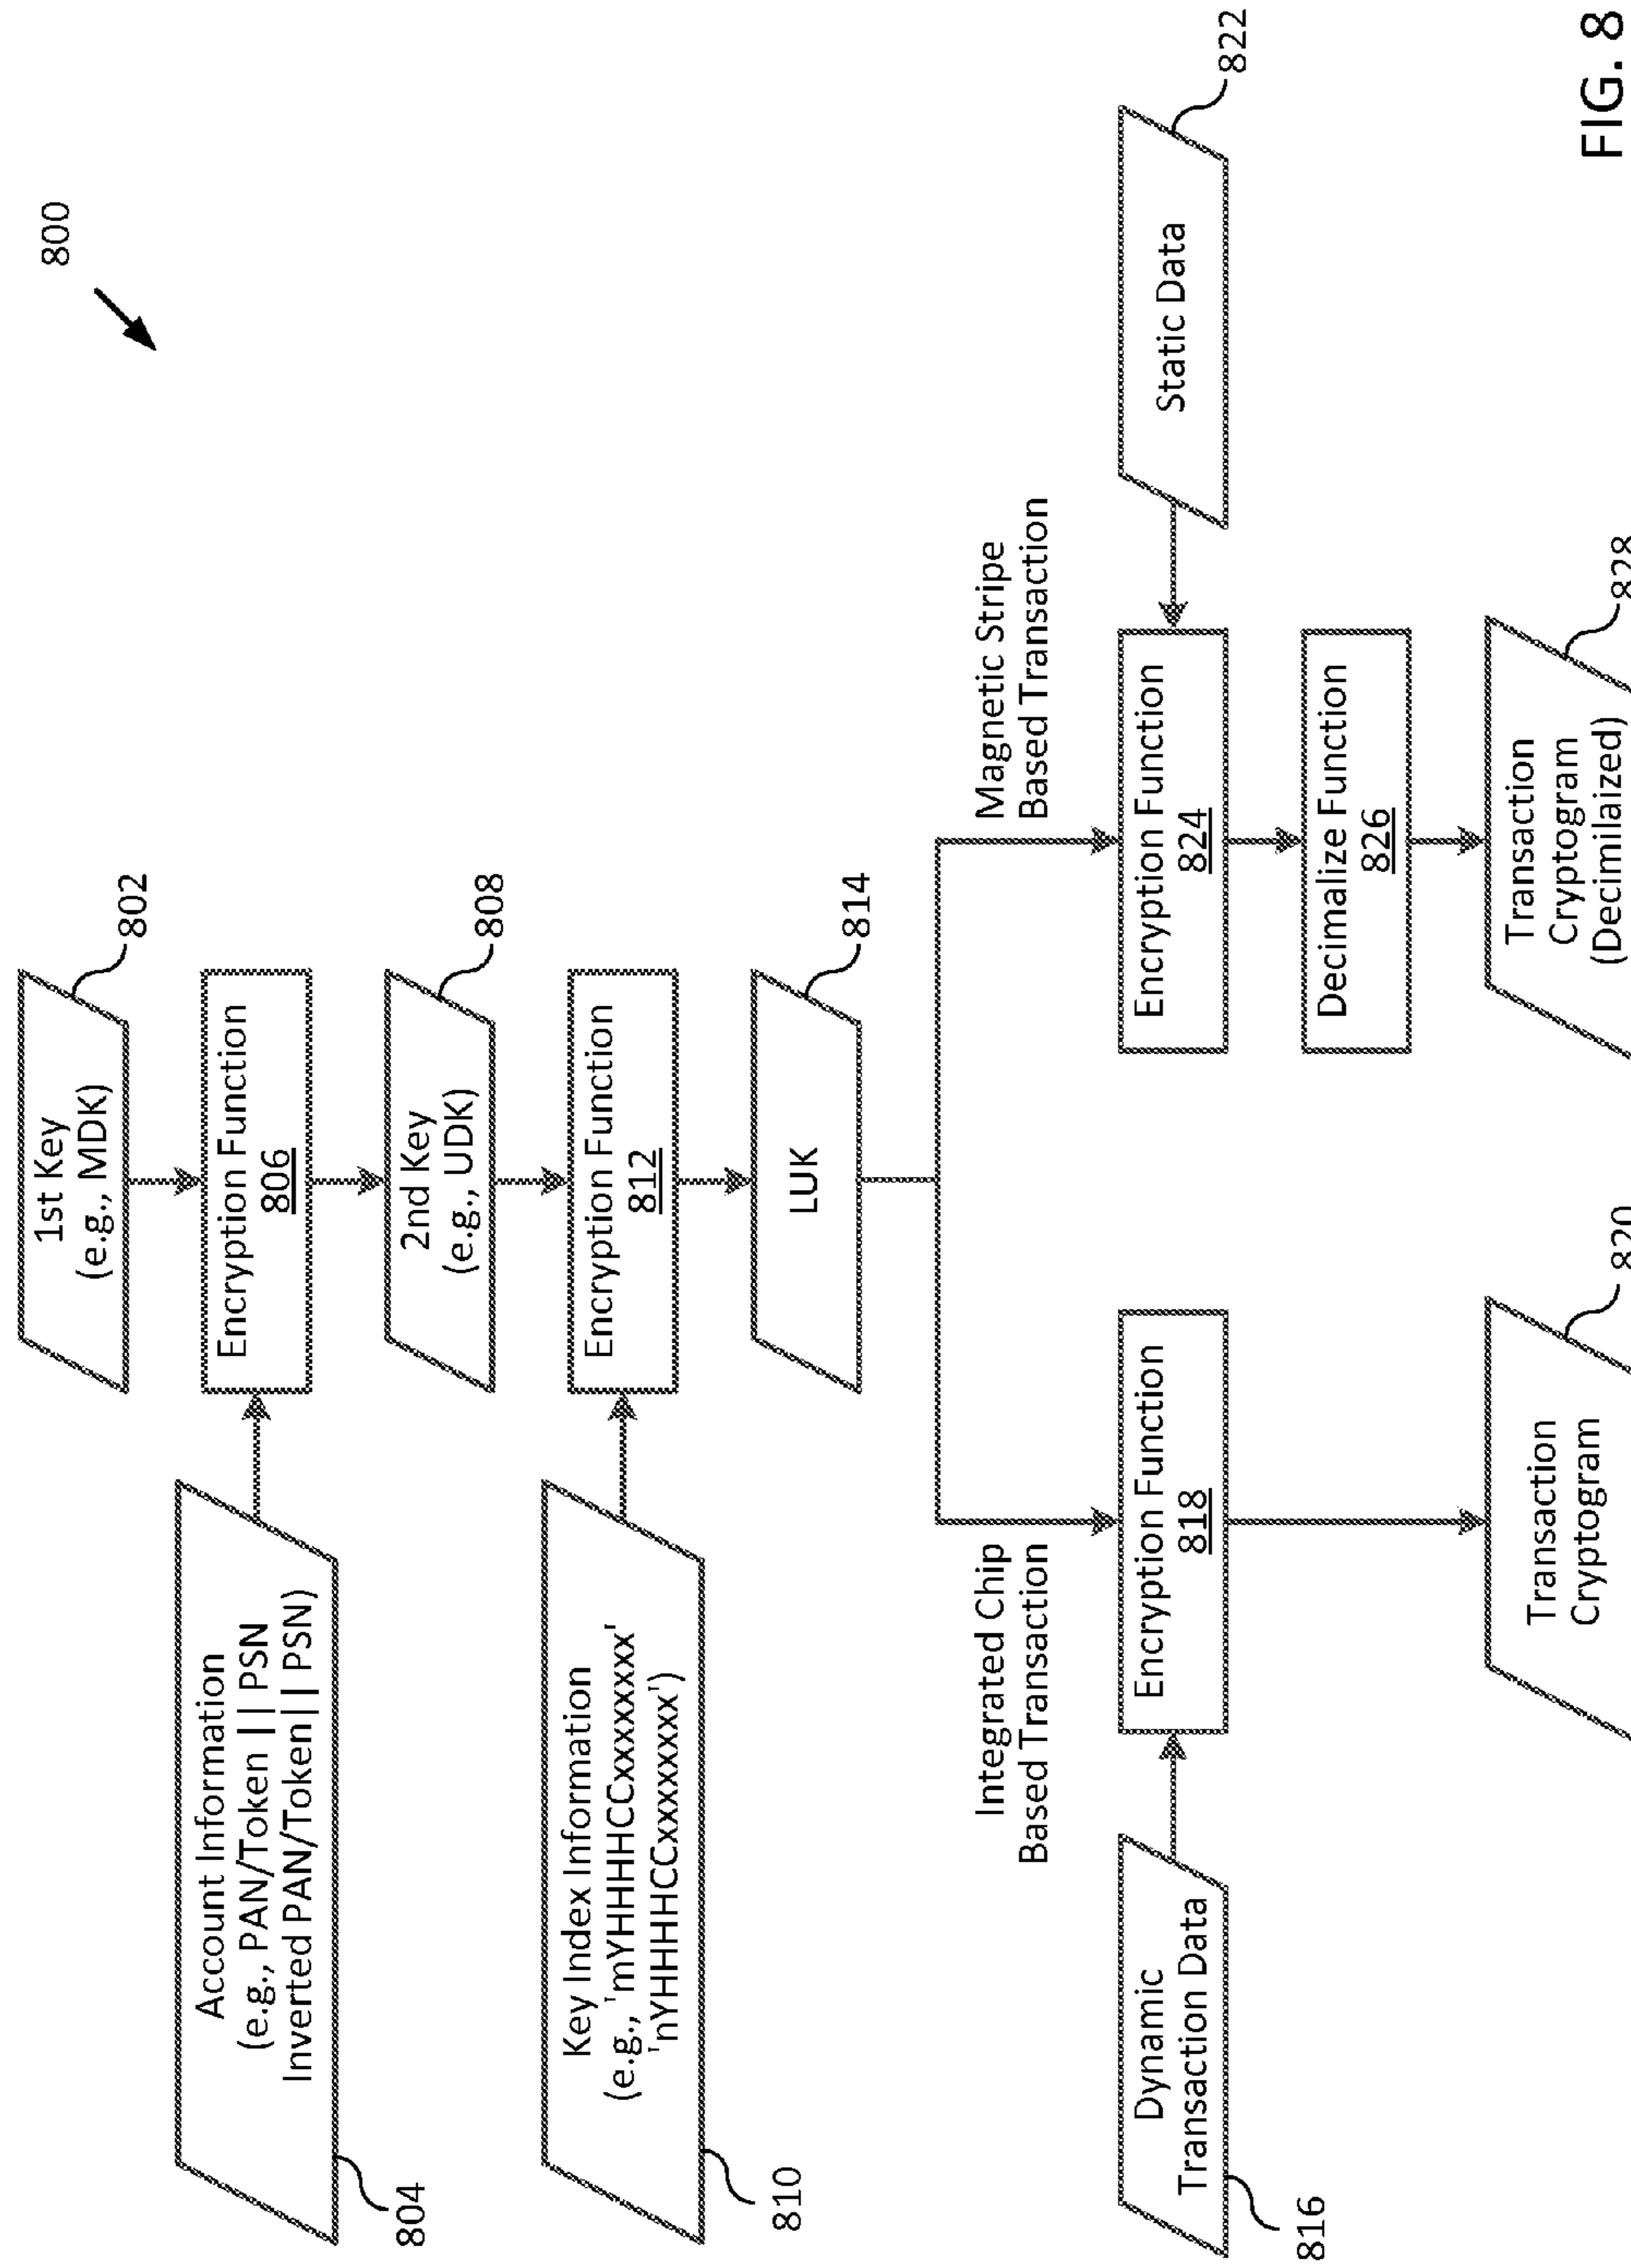 800
1st Key
(e.g., MDK)
802
Account Information
(e.g., PAN/Token || PSN
Inverted PAN/Token|| PSN)
804
Encryption Function
806
2nd Key
(e.g., UDK)
808
Key Index Information
(e.g., 'mYHHHHCCxxxxxxx'
'nYHHHHCCxxxxxxxx')
810
Encryption Function
812
LUK
814
Integrated Chip
Based Transaction
Magnetic Stripe
Based Transaction
Dynamic
Transaction Data
816
Encryption Function
818
Encryption Function
824
Static Data
822
Decimalize Function
826
Transaction
Cryptogram
820
Transaction
Cryptogram
(Decimilaized)
828
FIG. 8